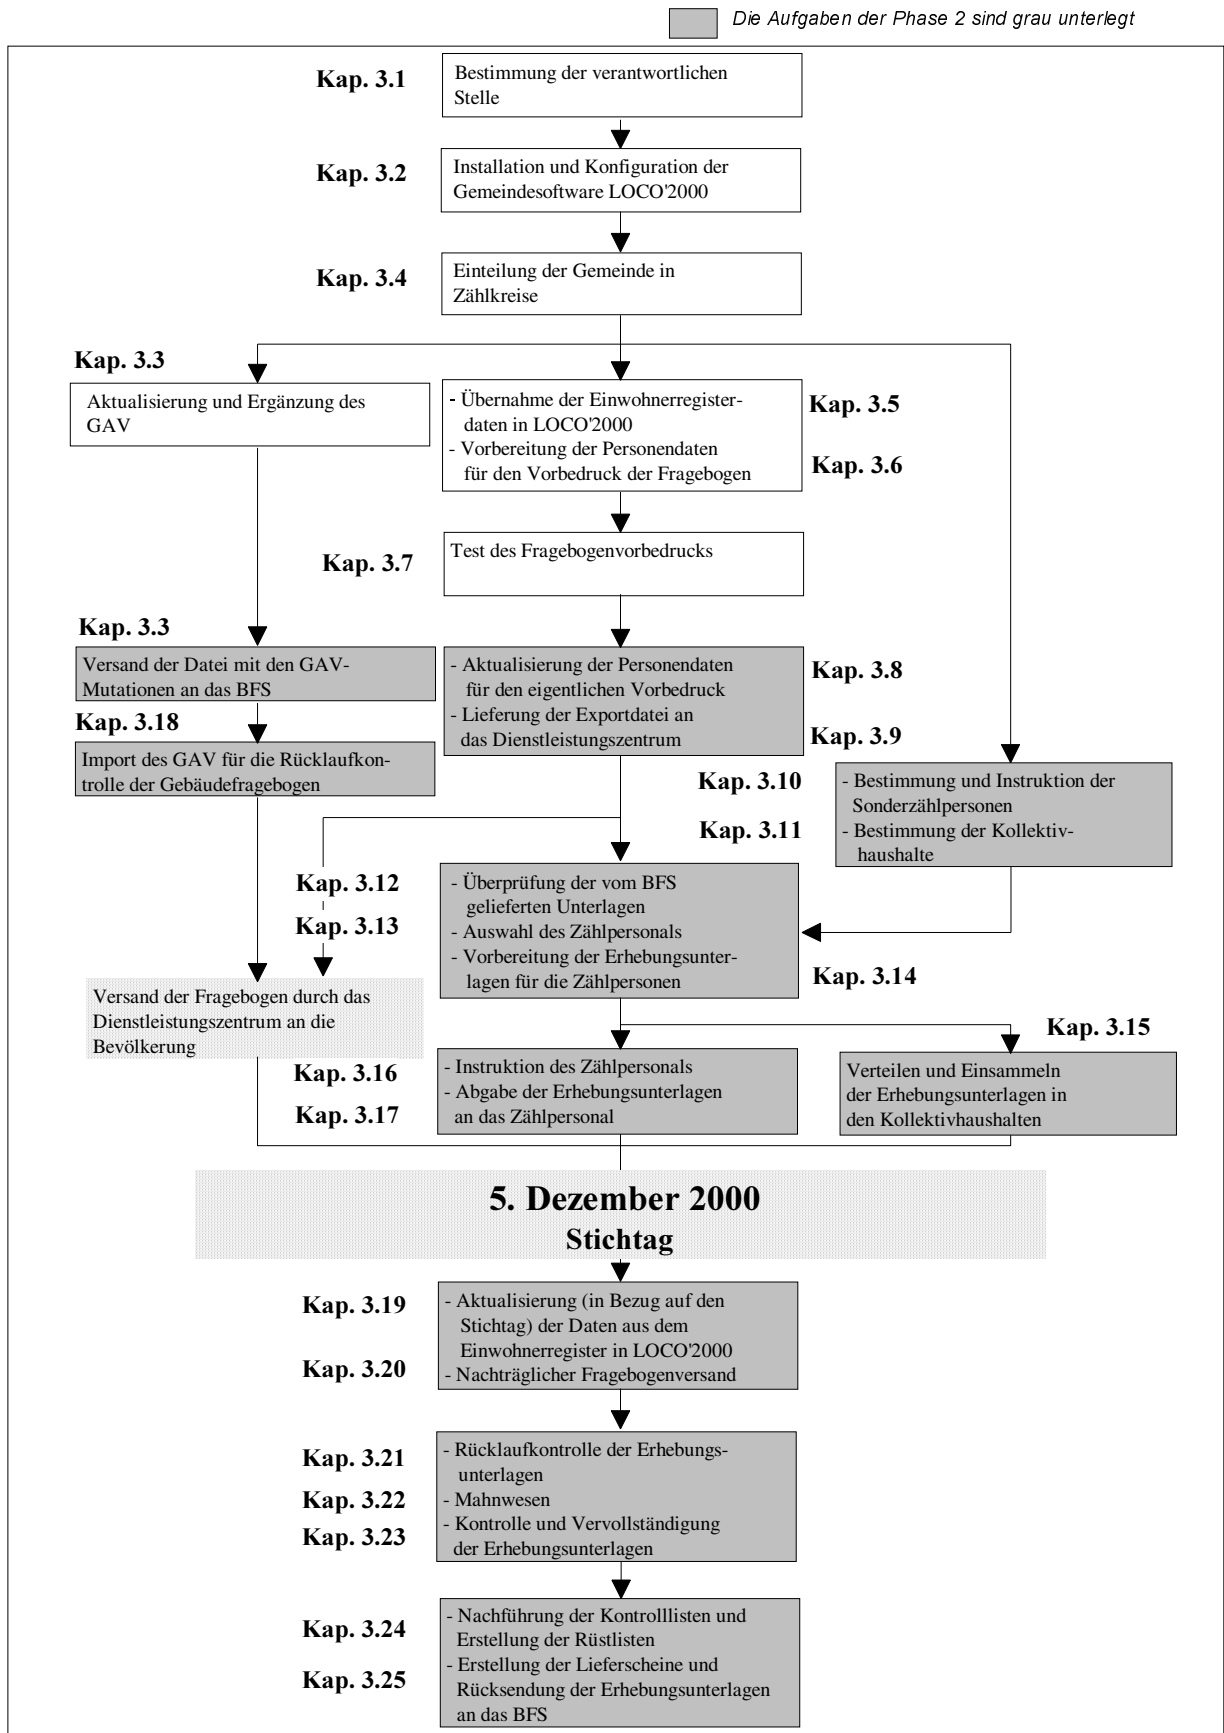 Die Aufgaben der Phase 2 sind grau unterlegt
Kap. 3.1
Bestimmung der verantwortlichen
Stelle
Kap. 3.2
Installation und Konfiguration der
Gemeindesoftware LOCO'2000
Kap. 3.4
Einteilung der Gemeinde in
Zählkreise
Kap. 3.3
Aktualisierung und Ergänzung des
GAV
- Übernahme der Einwohnerregister-
daten in LOCO'2000
- Vorbereitung der Personendaten
für den Vorbedruck der Fragebogen
Kap. 3.5
Kap. 3.6
Kap. 3.7
Test des Fragebogenvorbedrucks
Kap. 3.3
Versand der Datei mit den GAV-
Mutationen an das BFS
Kap. 3.18
Import des GAV für die Rücklaufkon-
trolle der Gebäudefragebogen
- Aktualisierung der Personendaten
für den eigentlichen Vorbedruck
- Lieferung der Exportdatei an
das Dienstleistungszentrum
Kap. 3.8
Kap. 3.9
Kap. 3.10
Kap. 3.11
- Bestimmung und Instruktion der
Sonderzählpersonen
- Bestimmung der Kollektiv-
haushalte
Kap. 3.12
Kap. 3.13
- Überprüfung der vom BFS
gelieferten Unterlagen
- Auswahl des Zählpersonals
- Vorbereitung der Erhebungsunter-
lagen für die Zählpersonen
Kap. 3.14
Versand der Fragebogen durch das
Dienstleistungszentrum an die
Bevölkerung
Kap. 3.15
Kap. 3.16
Kap. 3.17
- Instruktion des Zählpersonals
- Abgabe der Erhebungsunterlagen
an das Zählpersonal
Verteilen und Einsammeln
der Erhebungsunterlagen in
den Kollektivhaushalten
5. Dezember 2000
Stichtag
Kap. 3.19
Kap. 3.20
- Aktualisierung (in Bezug auf den
Stichtag) der Daten aus dem
Einwohnerregister in LOCO'2000
- Nachträglicher Fragebogenversand
Kap. 3.21
Kap. 3.22
Kap. 3.23
- Rücklaufkontrolle der Erhebungs-
unterlagen
- Mahnwesen
- Kontrolle und Vervollständigung
der Erhebungsunterlagen
Kap. 3.24
Kap. 3.25
- Nachführung der Kontrolllisten und
Erstellung der Rüstlisten
- Erstellung der Lieferscheine und
Rücksendung der Erhebungsunterlagen
an das BFS